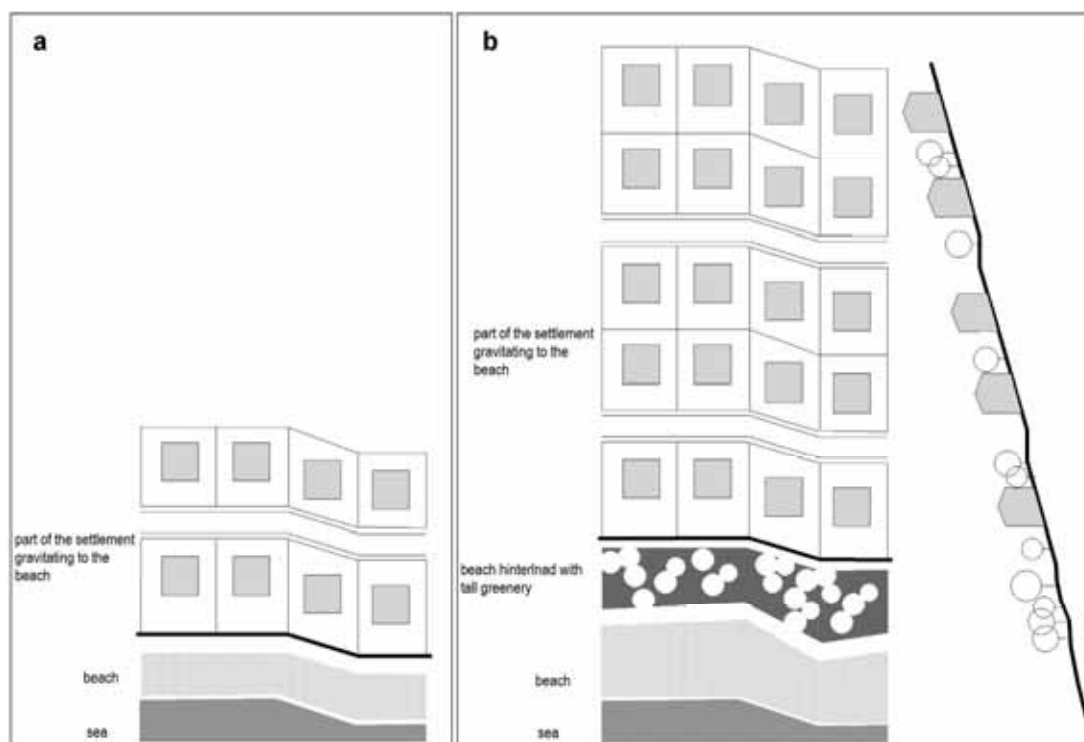 a
part of the settlement
gravitating to the
beach
beach
sea
b
part of the settlement
gravitating to the
beach
beach hinterlnad with
tall greenery
beach
sea